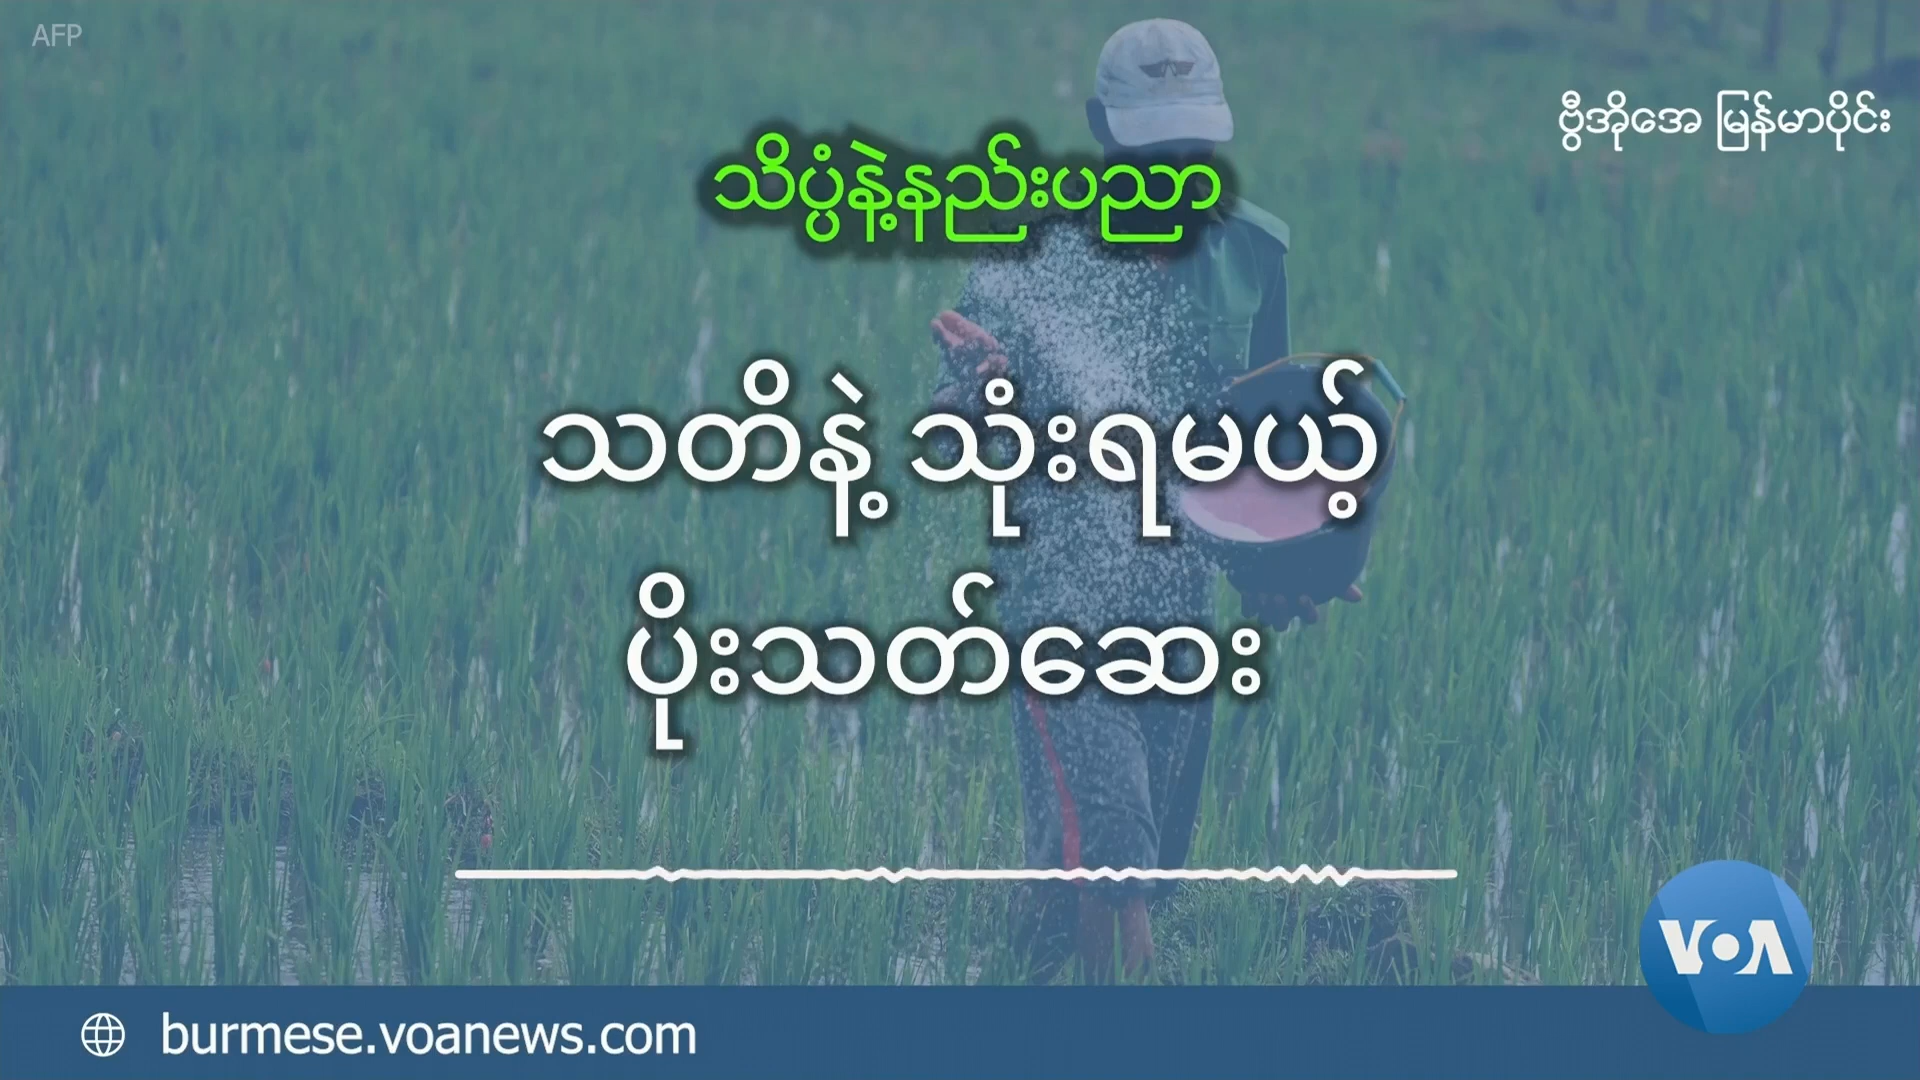 AFP
ဗွီအိုအေ မြန်မာပိုင်း
သိပ္ပံနဲ့နည်းပညာ
သတိနဲ့ သုံးရမယ့်
ပိုးသတ်ဆေး
VOA
burmese.voanews.com